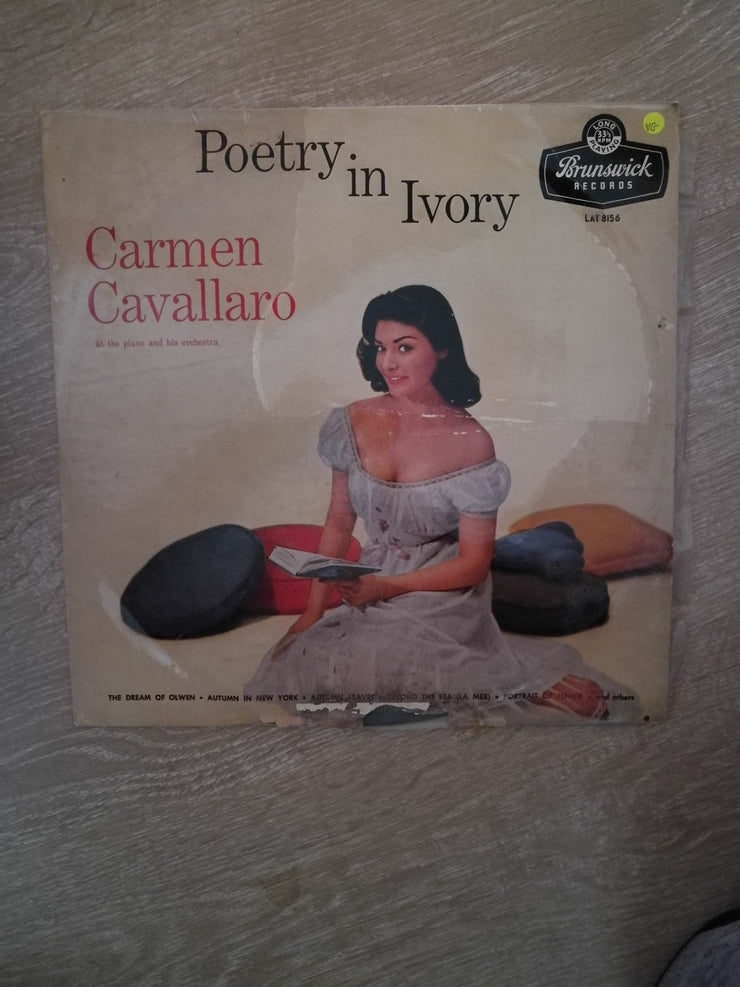 Poetry in Ivory
LONG
33⅓
RPM
PLAYING
Brunswick
RECORDS
LAT 8156
VG-
Carmen
Cavallaro
at the piano and his orchestra
THE DREAM OF OLWEN • AUTUMN IN NEW YORK • AUTUMN LEAVES • BEYOND THE SEA (LA MER) • PORTRAIT OF JENNIE • and others